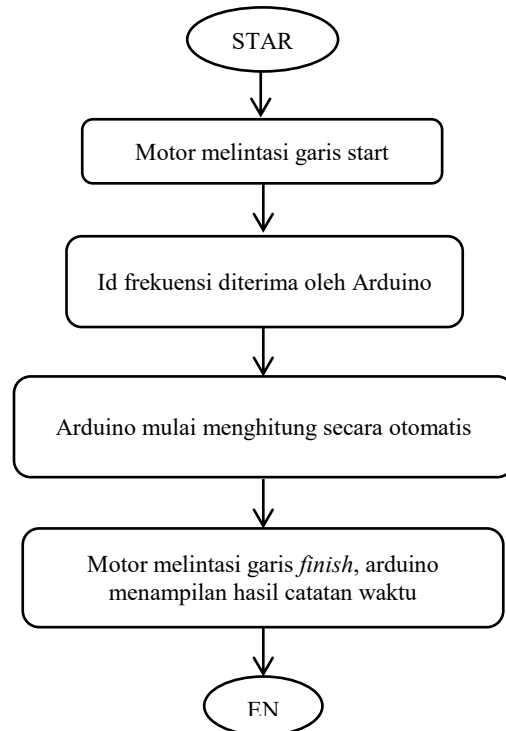 STAR
Motor melintasi garis start
Id frekuensi diterima oleh Arduino
Arduino mulai menghitung secara otomatis
Motor melintasi garis finish, arduino
menampilan hasil catatan waktu
EN